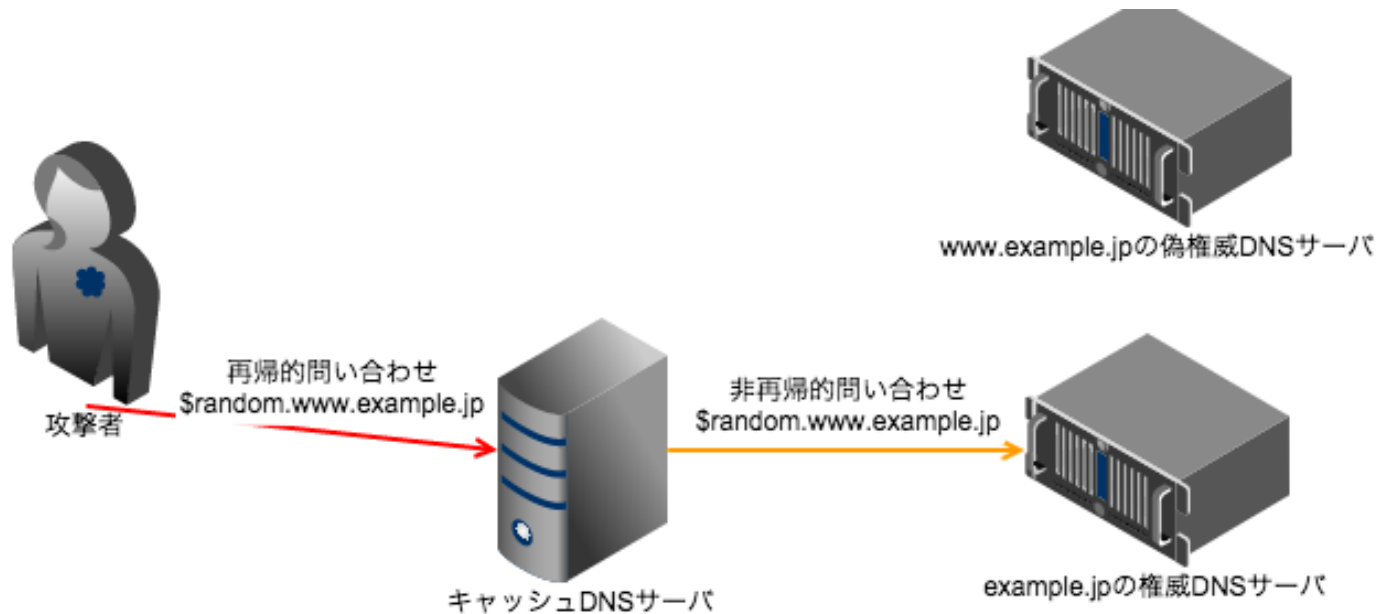 www.example.jpの偽権威DNSサーバ
再帰的問い合わせ
$random.www.example.jp
攻撃者
非再帰的問い合わせ
$random.www.example.jp
キャッシュDNSサーバ
example.jpの権威DNSサーバ